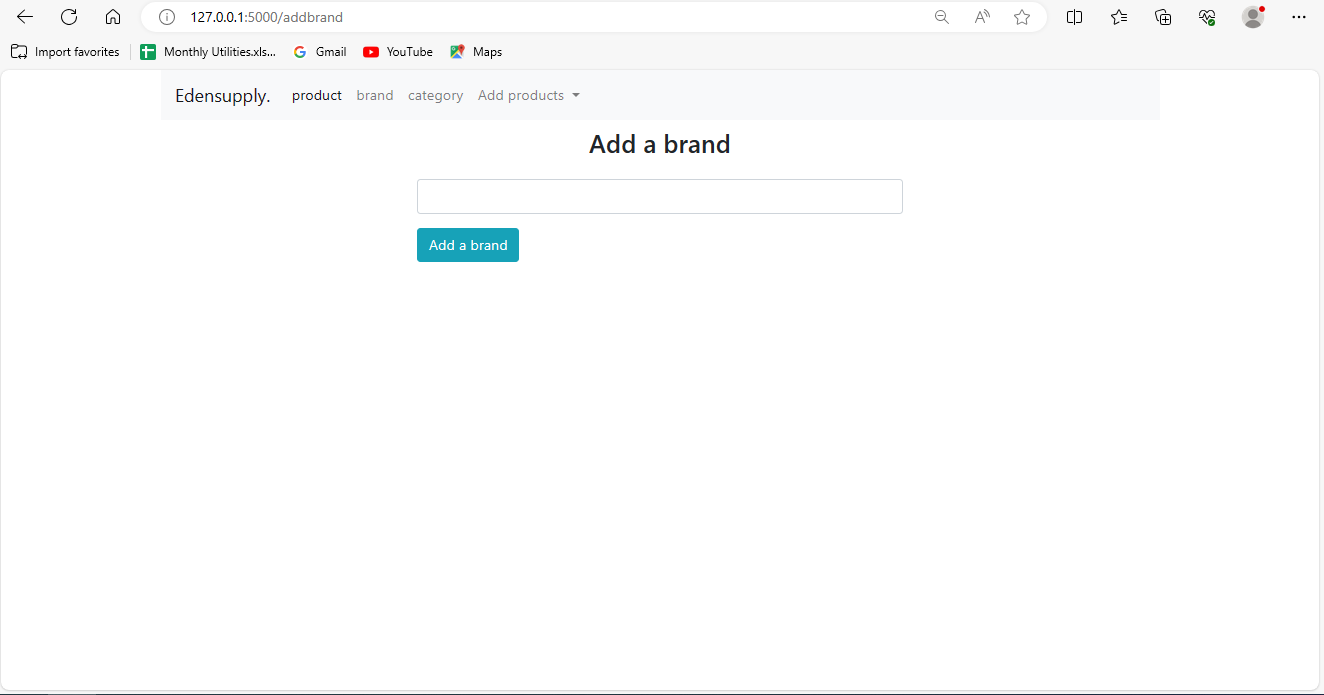 127.0.0.1:5000/addbrand
Import favorites Monthly Utilities.xls... Gmail YouTube Maps
Edensupply. product brand category Add products
Add a brand
Add a brand